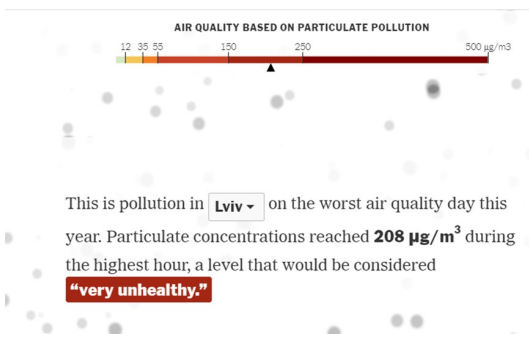 AIR QUALITY BASED ON PARTICULATE POLLUTION
12 35 55 150 250 500 µg/m3
This is pollution in Lviv on the worst air quality day this
year. Particulate concentrations reached 208 µg/m³ during
the highest hour, a level that would be considered
“very unhealthy.”